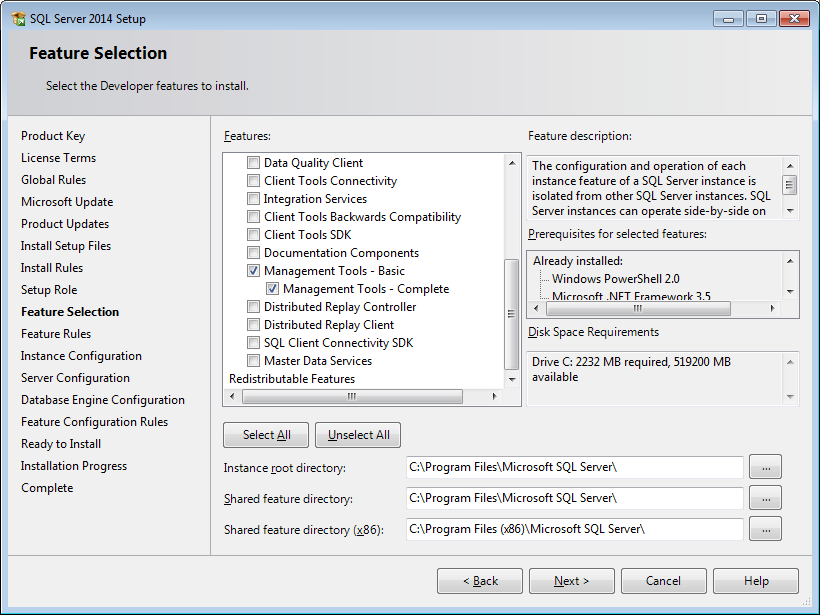 SQL Server 2014 Setup
Feature Selection
Select the Developer features to install.
Product Key
License Terms
Global Rules
Microsoft Update
Product Updates
Install Setup Files
Install Rules
Setup Role
Feature Selection
Feature Rules
Instance Configuration
Server Configuration
Database Engine Configuration
Feature Configuration Rules
Ready to Install
Installation Progress
Complete
Features:
Data Quality Client
Client Tools Connectivity
Integration Services
Client Tools Backwards Compatibility
Client Tools SDK
Documentation Components
Management Tools - Basic
Management Tools - Complete
Distributed Replay Controller
Distributed Replay Client
SQL Client Connectivity SDK
Master Data Services
Redistributable Features
Feature description:
The configuration and operation of each
instance feature of a SQL Server instance is
isolated from other SQL Server instances. SQL
Server instances can operate side-by-side on
Prerequisites for selected features:
Already installed:
Windows PowerShell 2.0
Microsoft .NET Framework 3.5
Disk Space Requirements
Drive C: 2232 MB required, 519200 MB
available
Select All
Unselect All
Instance root directory:
C:\Program Files\Microsoft SQL Server\
...
Shared feature directory:
C:\Program Files\Microsoft SQL Server\
...
Shared feature directory (x86):
C:\Program Files (x86)\Microsoft SQL Server\
...
< Back
Next >
Cancel
Help